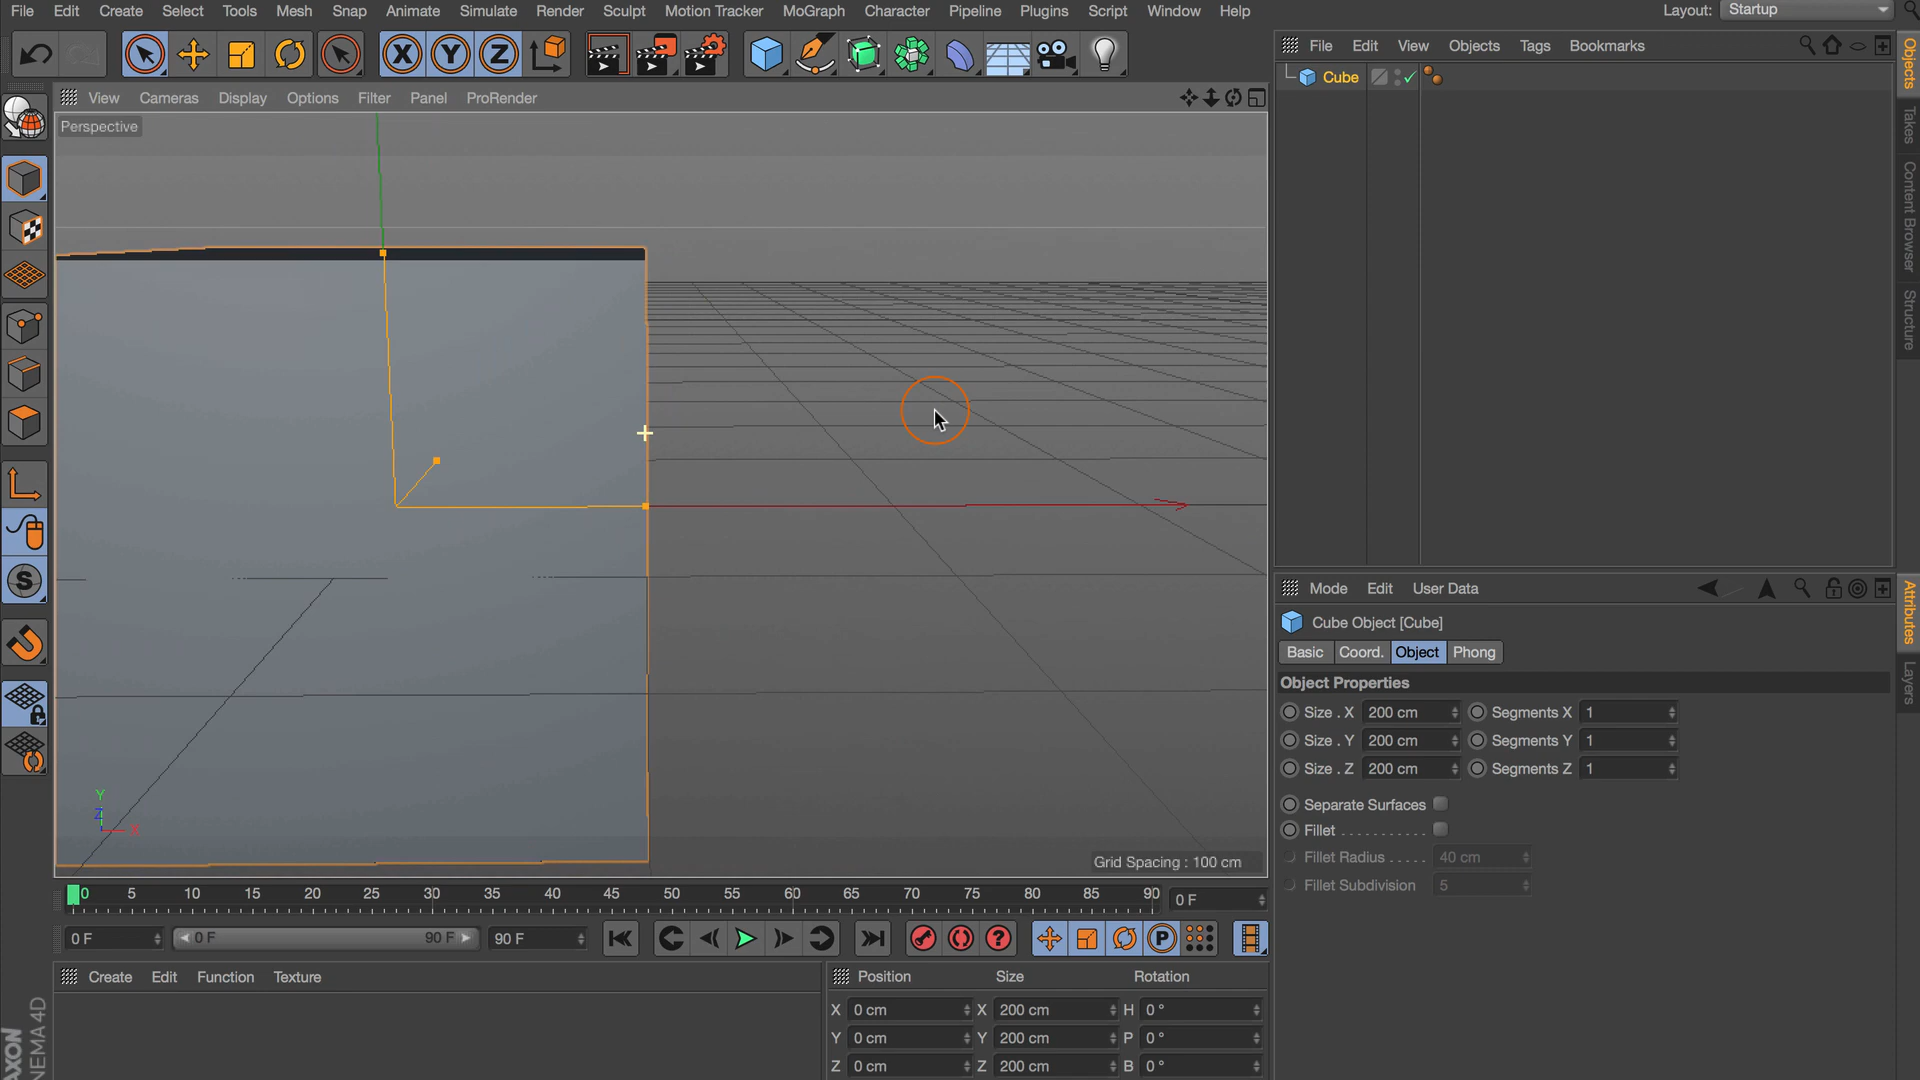 File Edit Create Select Tools Mesh Snap Animate Simulate Render Sculpt Motion Tracker MoGraph Character Pipeline Plugins Script Window Help Layout: Startup
X Y Z
File Edit View Objects Tags Bookmarks
Cube
View Cameras Display Options Filter Panel ProRender
Perspective
Objects
Takes
Content Browser
Structure
S
Y
Z
X
Grid Spacing : 100 cm
Mode Edit User Data
Cube Object [Cube]
Basic Coord. Object Phong
Object Properties
Size . X 200 cm Segments X 1
Size . Y 200 cm Segments Y 1
Size . Z 200 cm Segments Z 1
Separate Surfaces
Fillet . . . . . . . . . . .
Fillet Radius . . . . . 40 cm
Fillet Subdivision 5
Attributes
Layers
0 5 10 15 20 25 30 35 40 45 50 55 60 65 70 75 80 85 90 0 F
0 F 0 F 90 F 90 F ? P
Create Edit Function Texture
Position Size Rotation
X 0 cm X 200 cm H 0 °
Y 0 cm Y 200 cm P 0 °
Z 0 cm Z 200 cm B 0 °
AXON
NEMA 4D